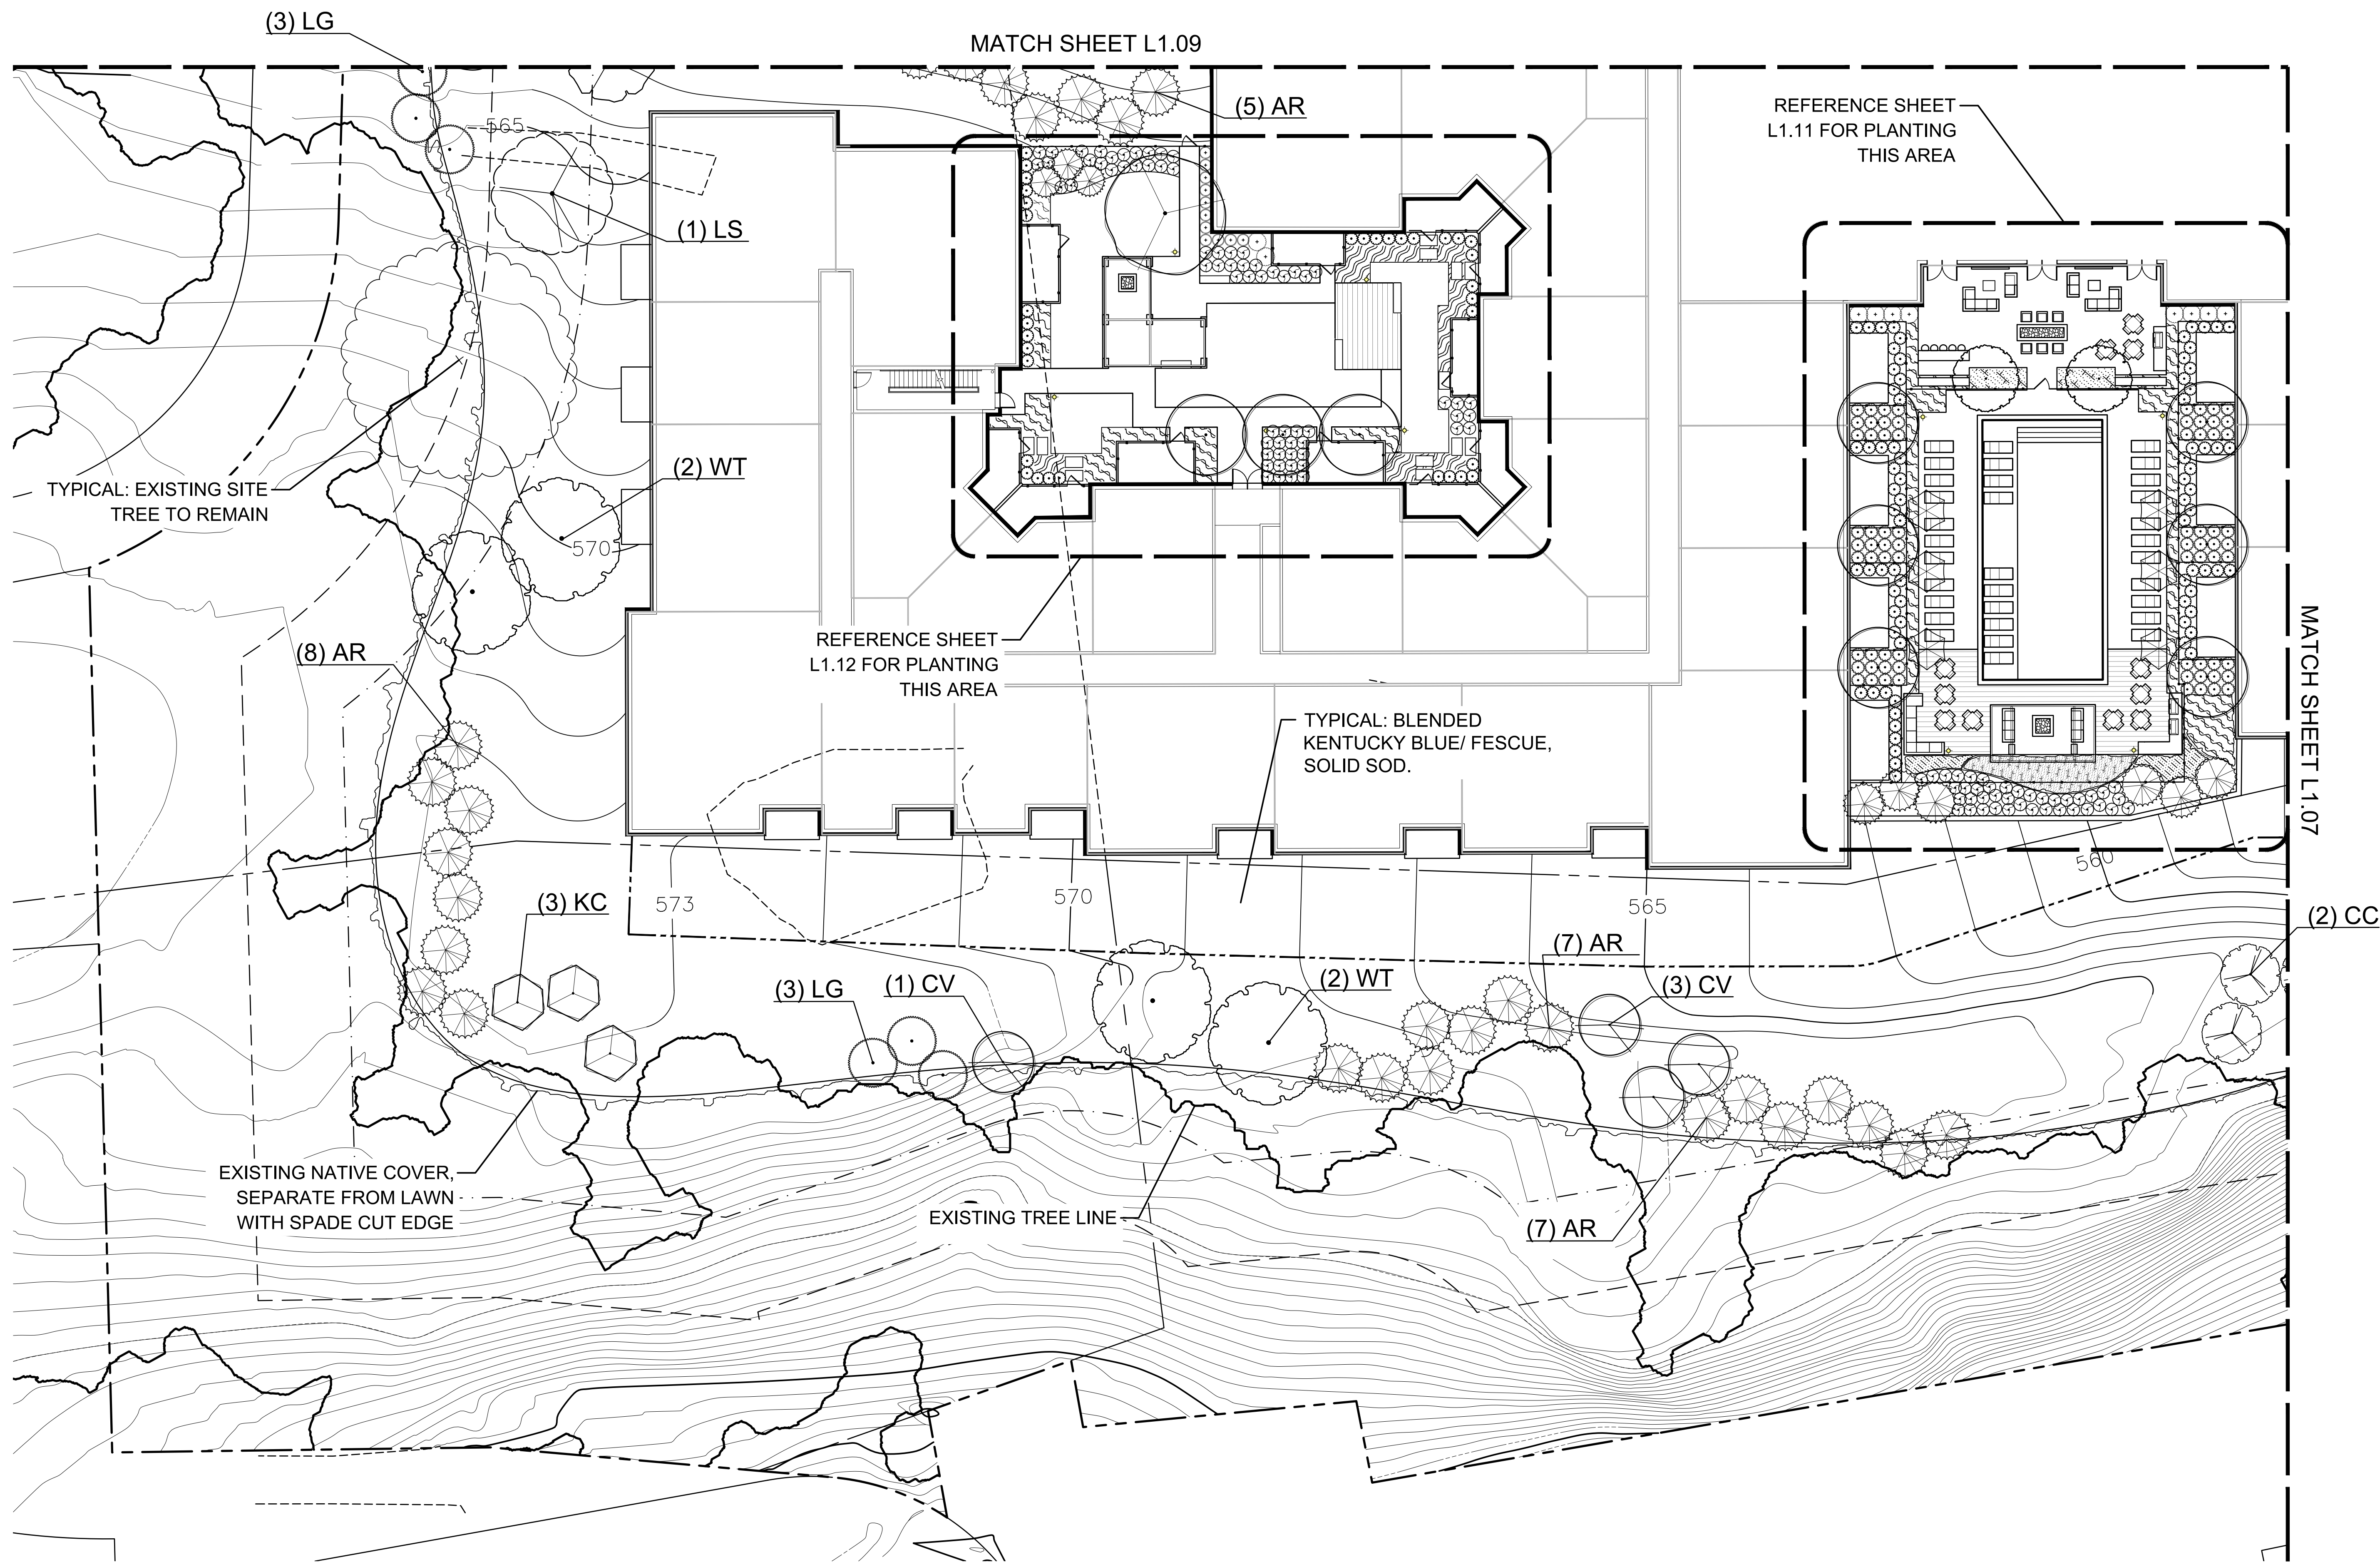 (3) LG
MATCH SHEET L1.09
(5) AR
REFERENCE SHEET
L1.11 FOR PLANTING
THIS AREA
565
(1) LS
(2) WT
TYPICAL: EXISTING SITE
TREE TO REMAIN
570
MATCH SHEET L1.07
REFERENCE SHEET
L1.12 FOR PLANTING
THIS AREA
(8) AR
TYPICAL: BLENDED
KENTUCKY BLUE/ FESCUE,
SOLID SOD.
560
(3) KC
573
570
565
(2) CC
(7) AR
(3) LG
(1) CV
(2) WT
(3) CV
EXISTING NATIVE COVER,
SEPARATE FROM LAWN
WITH SPADE CUT EDGE
EXISTING TREE LINE
(7) AR